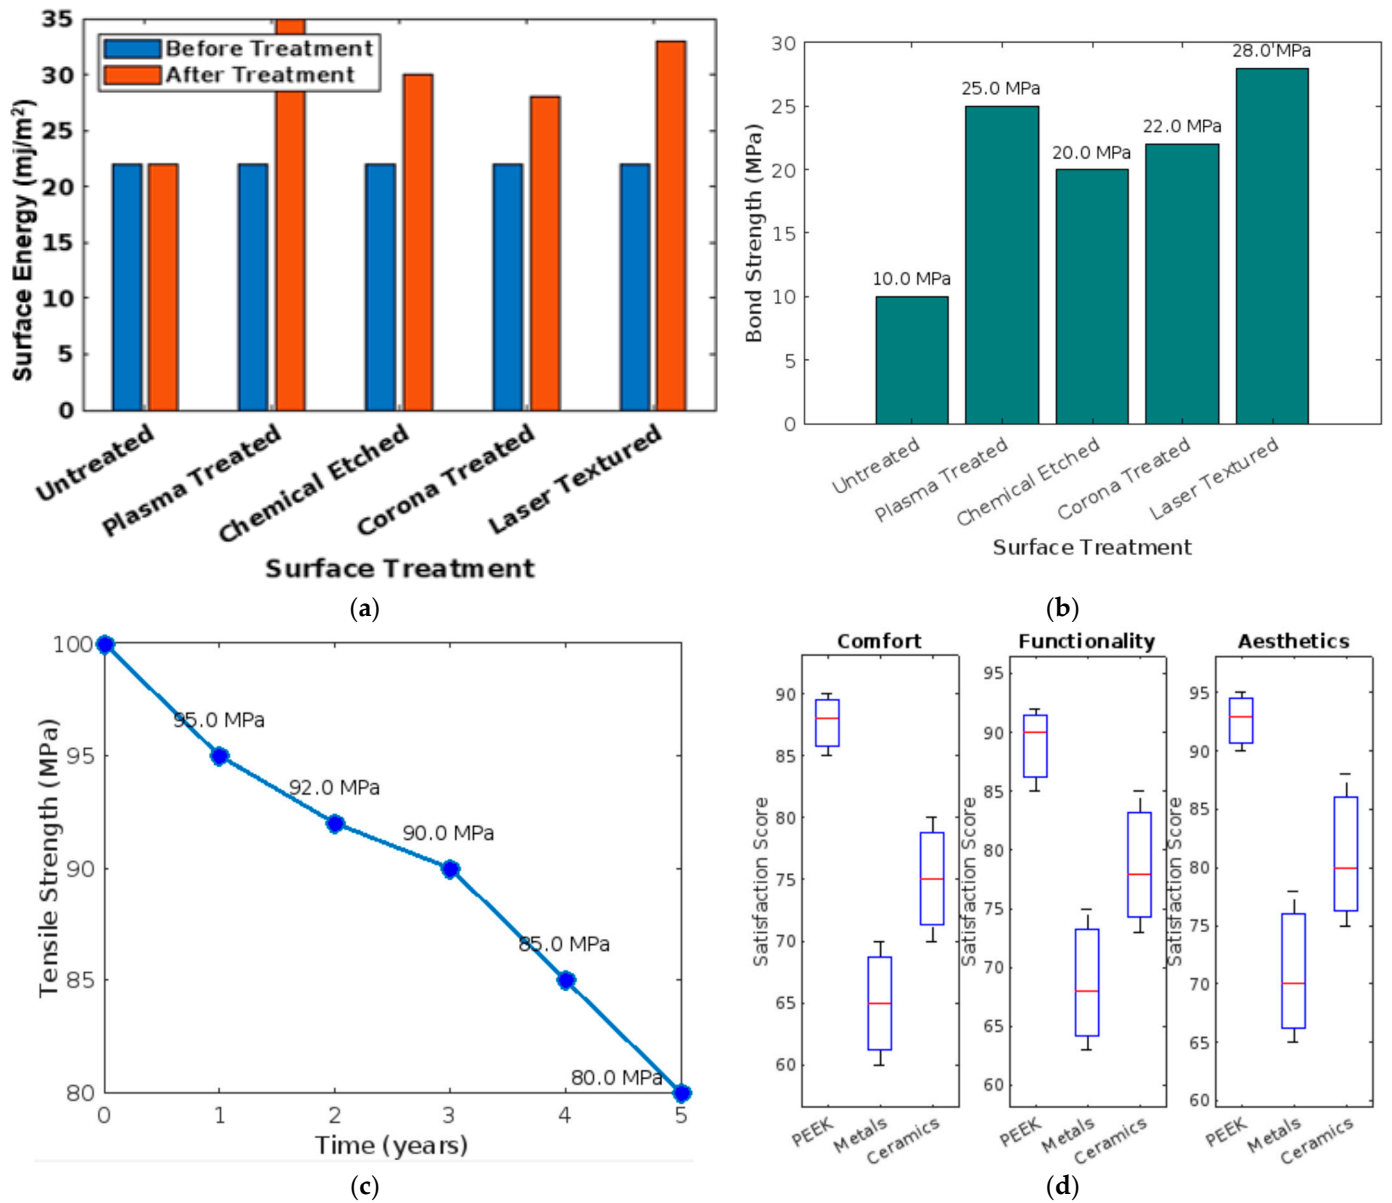 35
30
25
20
15
10
5
0
Surface Energy (mj/m²)
Before Treatment
After Treatment
Untreated
Plasma Treated
Chemical Etched
Corona Treated
Laser Textured
Surface Treatment
(a)
30
25
20
15
10
5
0
Bond Strength (MPa)
10.0 MPa
25.0 MPa
20.0 MPa
22.0 MPa
28.0 MPa
Untreated
Plasma Treated
Chemical Etched
Corona Treated
Laser Textured
Surface Treatment
(b)
100
95
90
85
80
Tensile Strength (MPa)
95.0 MPa
92.0 MPa
90.0 MPa
85.0 MPa
80.0 MPa
0 1 2 3 4 5
Time (years)
(c)
Comfort
90
85
80
75
70
65
60
Satisfaction Score
PEEK
Metals
Ceramics
Functionality
95
90
85
80
75
70
65
60
Satisfaction Score
PEEK
Metals
Ceramics
Aesthetics
95
90
85
80
75
70
65
60
Satisfaction Score
PEEK
Metals
Ceramics
(d)